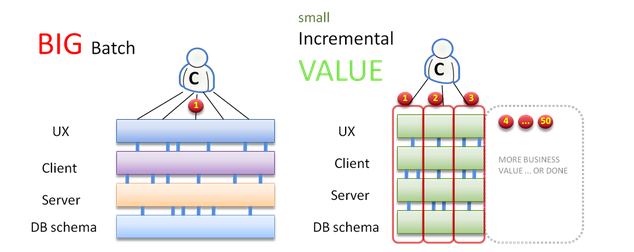 BIG Batch
C
1
UX
Client
Server
DB schema
small
Incremental
VALUE
C
1 2 3
UX
Client
Server
DB schema
4 ... 50
MORE BUSINESS
VALUE ... OR DONE